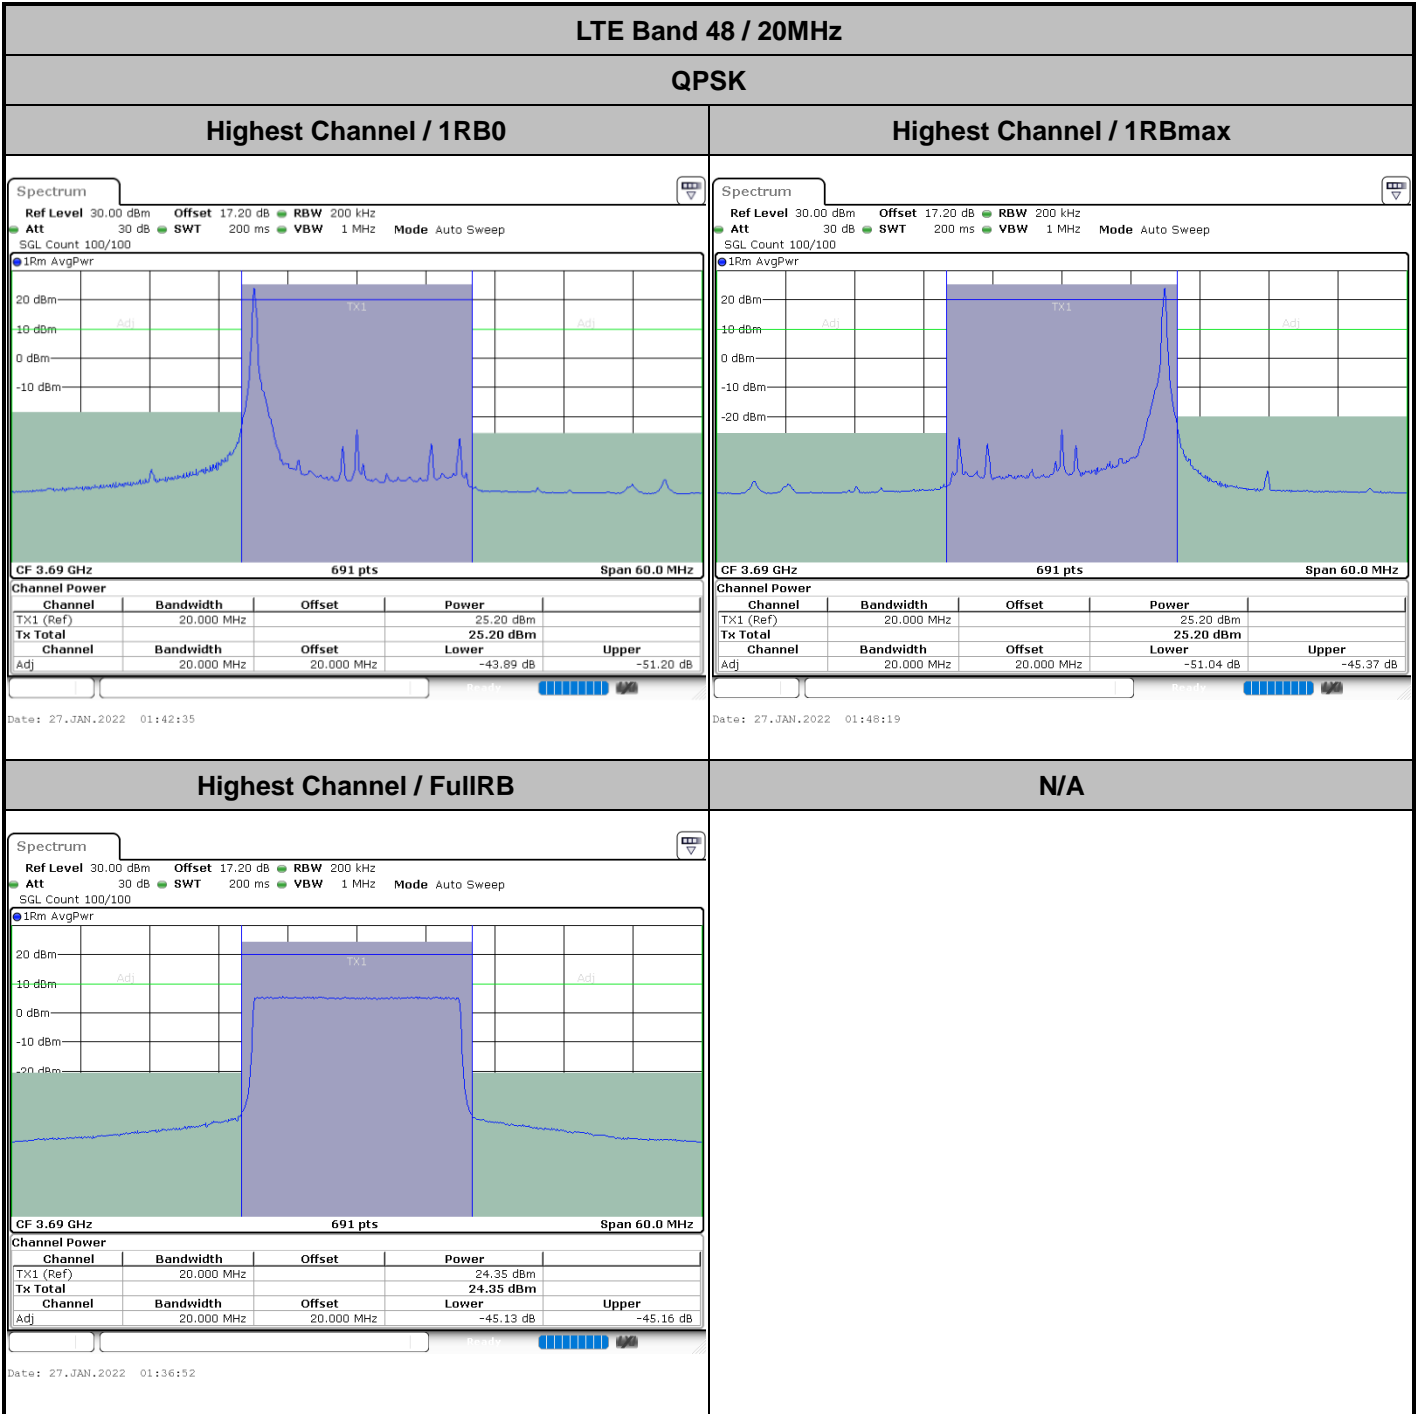 LTE Band 48 / 20MHz
QPSK
Highest Channel / 1RB0
Highest Channel / 1RBmax
Spectrum
Ref Level 30.00 dBm Offset 17.20 dB RBW 200 kHz
Att 30 dB SWT 200 ms VBW 1 MHz Mode Auto Sweep
SGL Count 100/100
1Rm AvgPwr
TX1
Adj
Adj
20 dBm
10 dBm
0 dBm
-10 dBm
CF 3.69 GHz 691 pts Span 60.0 MHz
Channel Power
Channel Bandwidth Offset Power
TX1 (Ref) 20.000 MHz 25.20 dBm
Tx Total 25.20 dBm
Channel Bandwidth Offset Lower Upper
Adj 20.000 MHz 20.000 MHz -43.89 dB -51.20 dB
Ready
Date: 27.JAN.2022 01:42:35
Spectrum
Ref Level 30.00 dBm Offset 17.20 dB RBW 200 kHz
Att 30 dB SWT 200 ms VBW 1 MHz Mode Auto Sweep
SGL Count 100/100
1Rm AvgPwr
TX1
Adj
Adj
20 dBm
10 dBm
0 dBm
-10 dBm
-20 dBm
CF 3.69 GHz 691 pts Span 60.0 MHz
Channel Power
Channel Bandwidth Offset Power
TX1 (Ref) 20.000 MHz 25.20 dBm
Tx Total 25.20 dBm
Channel Bandwidth Offset Lower Upper
Adj 20.000 MHz 20.000 MHz -51.04 dB -45.37 dB
Ready
Date: 27.JAN.2022 01:48:19
Highest Channel / FullRB
N/A
Spectrum
Ref Level 30.00 dBm Offset 17.20 dB RBW 200 kHz
Att 30 dB SWT 200 ms VBW 1 MHz Mode Auto Sweep
SGL Count 100/100
1Rm AvgPwr
TX1
Adj
Adj
20 dBm
10 dBm
0 dBm
-10 dBm
-20 dBm
CF 3.69 GHz 691 pts Span 60.0 MHz
Channel Power
Channel Bandwidth Offset Power
TX1 (Ref) 20.000 MHz 24.35 dBm
Tx Total 24.35 dBm
Channel Bandwidth Offset Lower Upper
Adj 20.000 MHz 20.000 MHz -45.13 dB -45.16 dB
Ready
Date: 27.JAN.2022 01:36:52